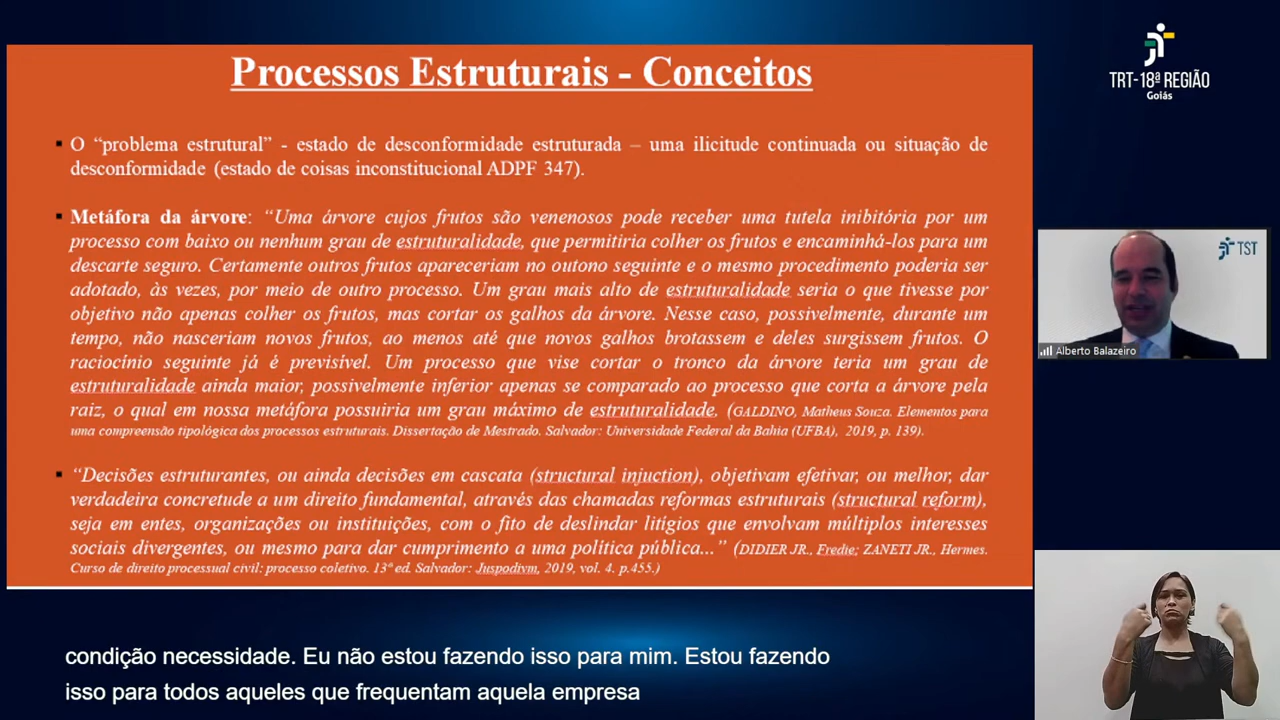 Processos Estruturais - Conceitos
▪ O “problema estrutural” - estado de desconformidade estruturada – uma ilicitude continuada ou situação de
desconformidade (estado de coisas inconstitucional ADPF 347).
▪ Metáfora da árvore: “Uma árvore cujos frutos são venenosos pode receber uma tutela inibitória por um
processo com baixo ou nenhum grau de estruturalidade, que permitiria colher os frutos e encaminhá-los para um
descarte seguro. Certamente outros frutos apareceriam no outono seguinte e o mesmo procedimento poderia ser
adotado, às vezes, por meio de outro processo. Um grau mais alto de estruturalidade seria o que tivesse por
objetivo não apenas colher os frutos, mas cortar os galhos da árvore. Nesse caso, possivelmente, durante um
tempo, não nasceriam novos frutos, ao menos até que novos galhos brotassem e deles surgissem frutos. O
raciocínio seguinte já é previsível. Um processo que vise cortar o tronco da árvore teria um grau de
estruturalidade ainda maior, possivelmente inferior apenas se comparado ao processo que corta a árvore pela
raiz, o qual em nossa metáfora possuiria um grau máximo de estruturalidade. (GALDINO, Matheus Souza. Elementos para
uma compreensão tipológica dos processos estruturais. Dissertação de Mestrado. Salvador: Universidade Federal da Bahia (UFBA), 2019, p. 139).
▪ “Decisões estruturantes, ou ainda decisões em cascata (structural injuction), objetivam efetivar, ou melhor, dar
verdadeira concretude a um direito fundamental, através das chamadas reformas estruturais (structural reform),
seja em entes, organizações ou instituições, com o fito de deslindar litígios que envolvam múltiplos interesses
sociais divergentes, ou mesmo para dar cumprimento a uma política pública...” (DIDIER JR., Fredie; ZANETI JR., Hermes.
Curso de direito processual civil: processo coletivo. 13ª ed. Salvador: Juspodivm, 2019, vol. 4. p.455.)
TRT-18ª REGIÃO
Goiás
TST
Alberto Balazeiro
condição necessidade. Eu não estou fazendo isso para mim. Estou fazendo
isso para todos aqueles que frequentam aquela empresa